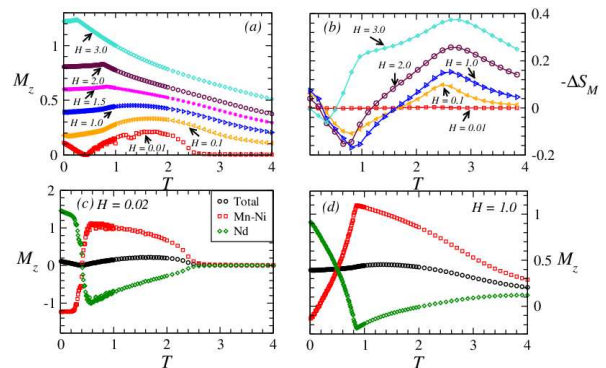 (a)
H = 3.0
H = 2.0
H = 1.5
H = 1.0
H = 0.01
H = 0.1
M_z
1
0.5
0
0 1 2 3 4
T
(b)
H = 3.0
H = 2.0
H = 1.0
H = 0.1
H = 0.01
0.4
0.2
0
-0.2
-ΔS_M
0 1 2 3 4
T
(c) H = 0.02
Total
Mn-Ni
Nd
M_z
2
1
0
-1
0 1 2 3 4
T
(d) H = 1.0
1
0.5
0
M_z
0 1 2 3 4
T